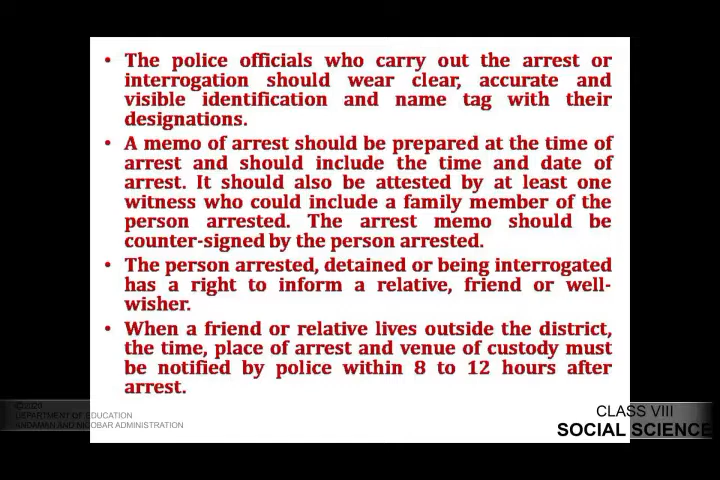 • The police officials who carry out the arrest or
interrogation should wear clear, accurate and
visible identification and name tag with their
designations.
• A memo of arrest should be prepared at the time of
arrest and should include the time and date of
arrest. It should also be attested by at least one
witness who could include a family member of the
person arrested. The arrest memo should be
counter-signed by the person arrested.
• The person arrested, detained or being interrogated
has a right to inform a relative, friend or well-
wisher.
• When a friend or relative lives outside the district,
the time, place of arrest and venue of custody must
be notified by police within 8 to 12 hours after
arrest.
©2020
DEPARTMENT OF EDUCATION
ANDAMAN AND NICOBAR ADMINISTRATION
CLASS VIII
SOCIAL SCIENCE